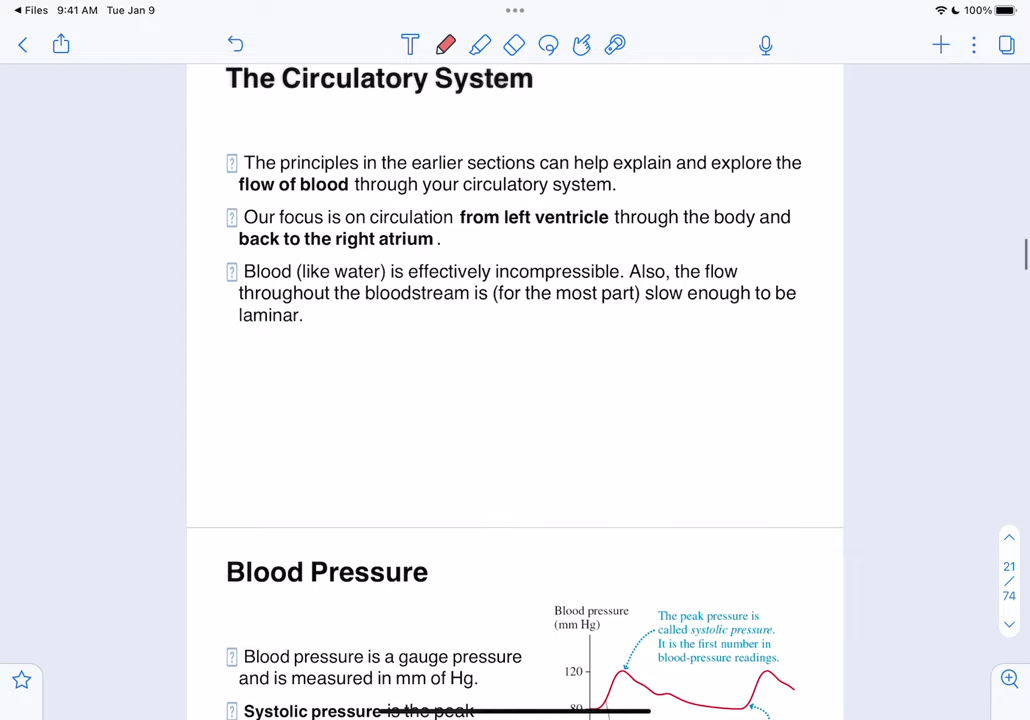 Files 9:41 AM Tue Jan 9
100%
The Circulatory System
The principles in the earlier sections can help explain and explore the
flow of blood through your circulatory system.
Our focus is on circulation from left ventricle through the body and
back to the right atrium .
Blood (like water) is effectively incompressible. Also, the flow
throughout the bloodstream is (for the most part) slow enough to be
laminar.
21
/
74
Blood Pressure
Blood pressure is a gauge pressure
and is measured in mm of Hg.
Systolic pressure is the peak
Blood pressure
(mm Hg)
120
80
The peak pressure is
called systolic pressure.
It is the first number in
blood-pressure readings.